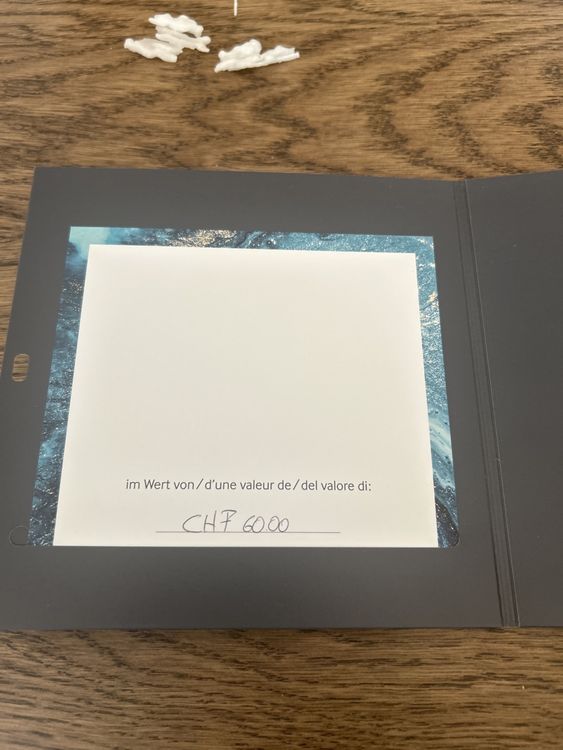 im Wert von / d'une valeur de / del valore di:
CHF 60.00